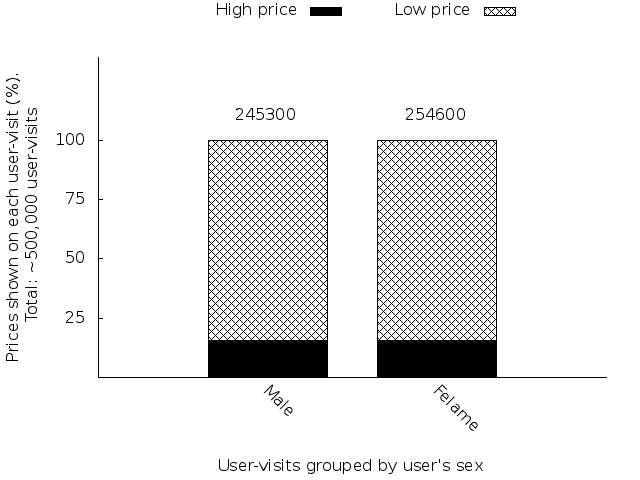 High price
Low price
Prices shown on each user-visit (%).
Total: ~500,000 user-visits
245300
254600
100
75
50
25
Male
Felame
User-visits grouped by user's sex